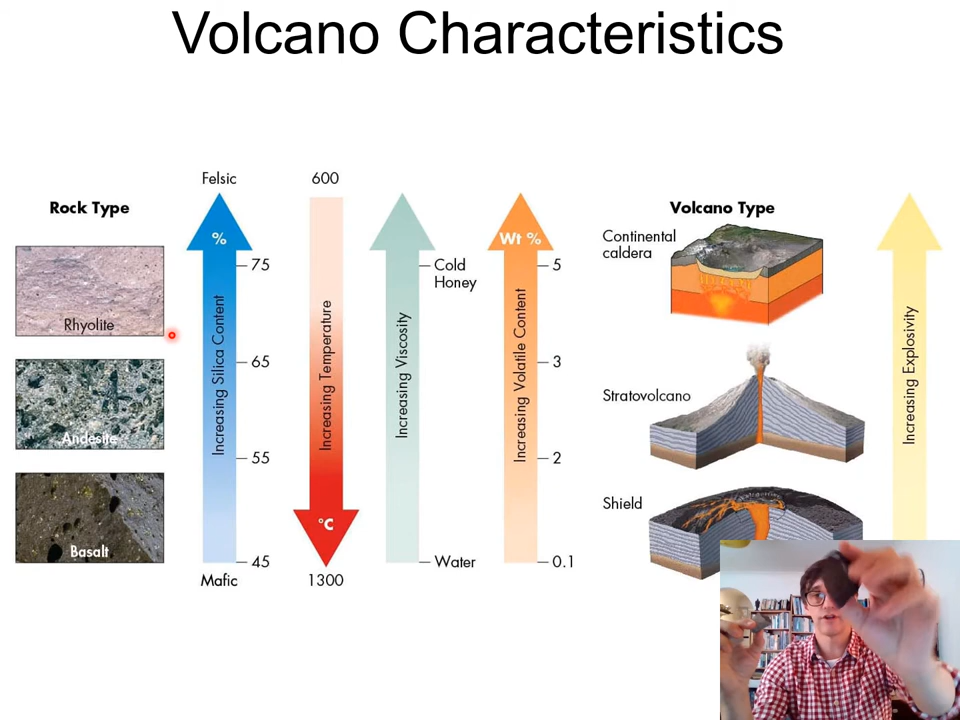 Volcano Characteristics
Rock Type
Rhyolite
Andesite
Basalt
Felsic
%
75
65
55
45
Increasing Silica Content
Mafic
600
Increasing Temperature
°C
1300
Increasing Viscosity
Cold
Honey
Water
Wt %
5
3
2
0.1
Increasing Volatile Content
Volcano Type
Continental
caldera
Stratovolcano
Shield
Increasing Explosivity